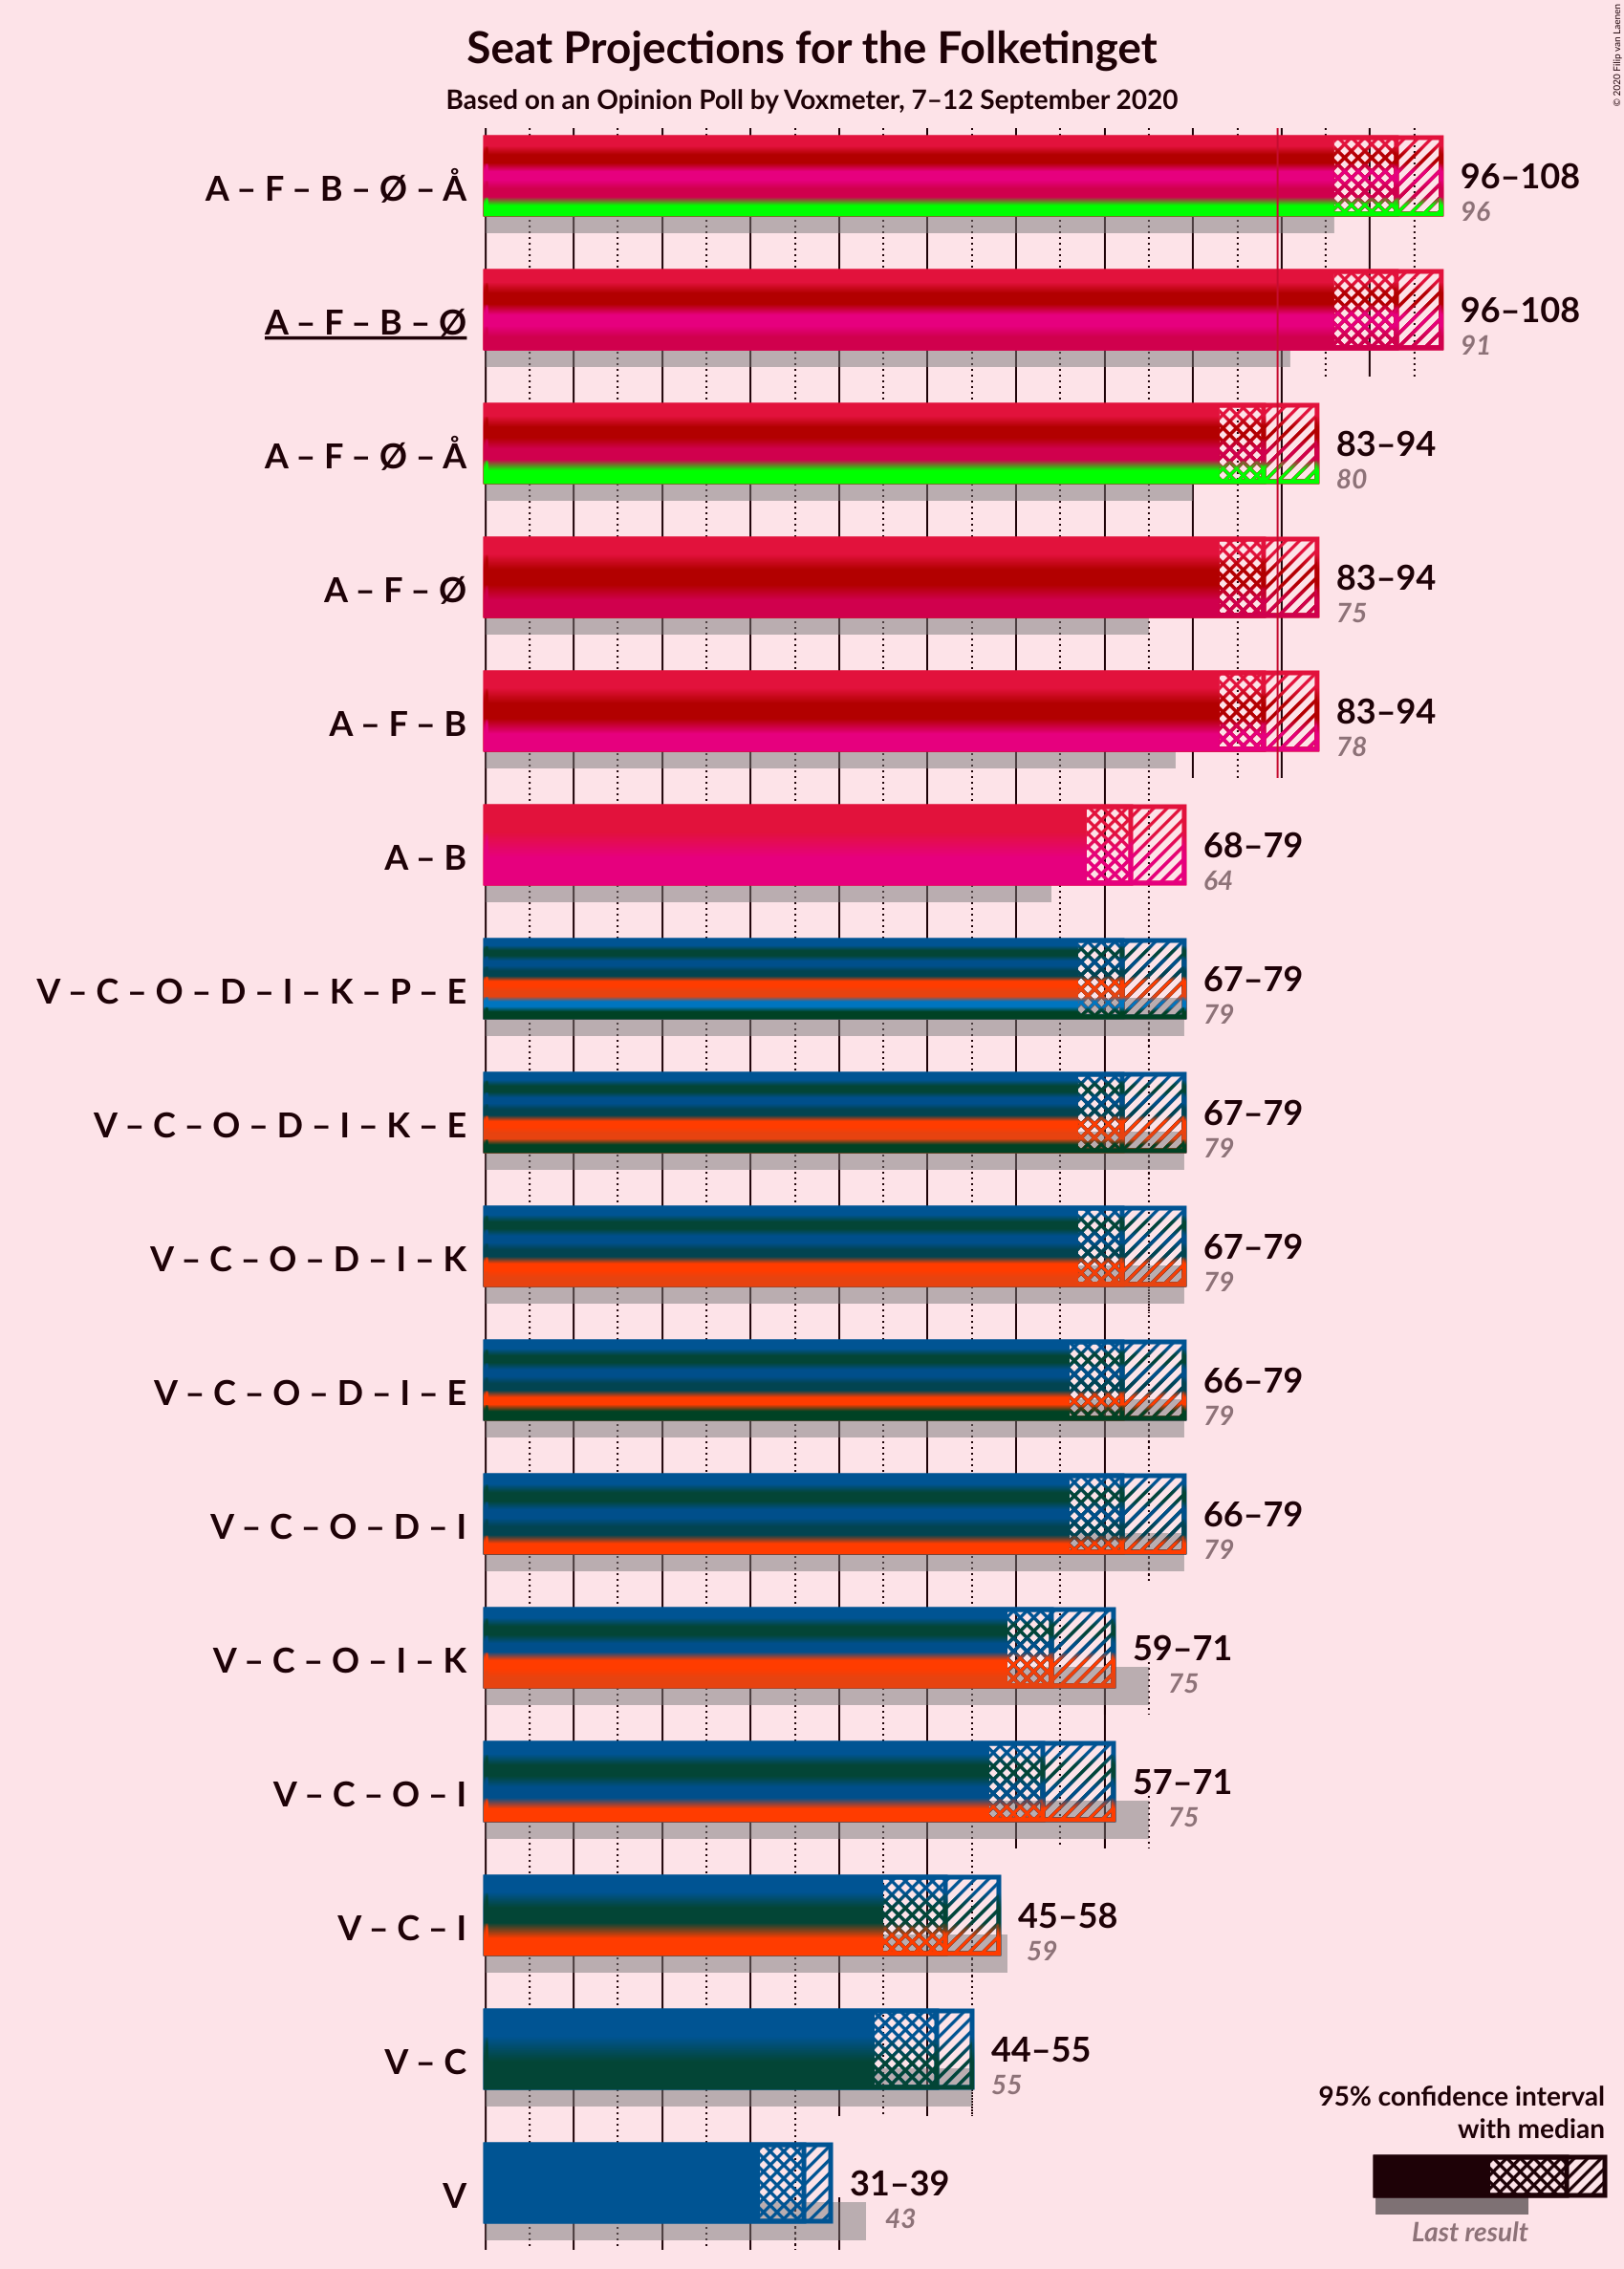 Seat Projections for the Folketinget
Based on an Opinion Poll by Voxmeter, 7–12 September 2020
© 2020 Filip van Laenen
A – F – B – Ø – Å
96–108
96
A – F – B – Ø
96–108
91
A – F – Ø – Å
83–94
80
A – F – Ø
83–94
75
A – F – B
83–94
78
A – B
68–79
64
V – C – O – D – I – K – P – E
67–79
79
V – C – O – D – I – K – E
67–79
79
V – C – O – D – I – K
67–79
79
V – C – O – D – I – E
66–79
79
V – C – O – D – I
66–79
79
V – C – O – I – K
59–71
75
V – C – O – I
57–71
75
V – C – I
45–58
59
V – C
44–55
55
V
31–39
43
95% confidence interval
with median
Last result